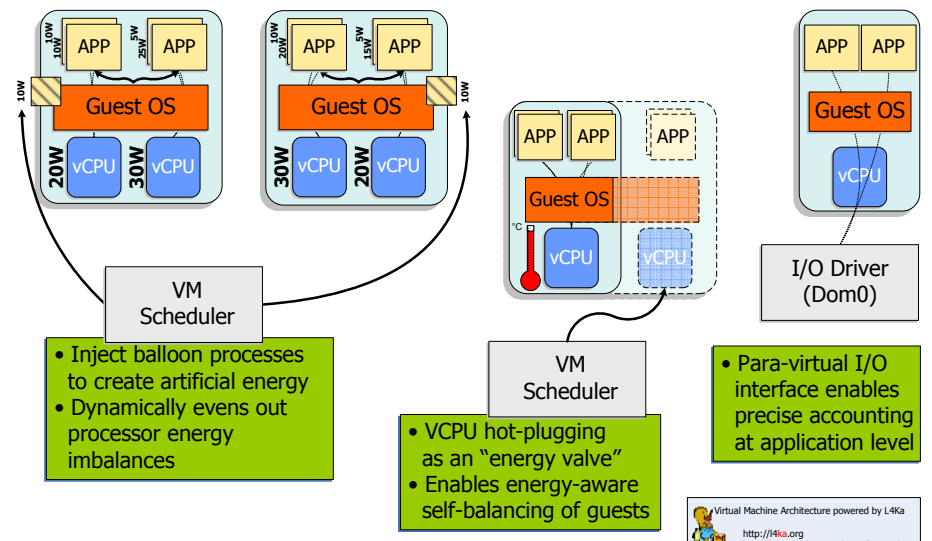 10W
10W
APP
5W
25W
APP
10W
Guest OS
20W
vCPU
30W
vCPU
10W
20W
APP
5W
15W
APP
10W
Guest OS
30W
vCPU
20W
vCPU
VM
Scheduler
• Inject balloon processes
to create artificial energy
• Dynamically evens out
processor energy
imbalances
APP
APP
APP
Guest OS
°C
vCPU
vCPU
VM
Scheduler
• VCPU hot-plugging
as an “energy valve”
• Enables energy-aware
self-balancing of guests
APP
APP
Guest OS
vCPU
I/O Driver
(Dom0)
• Para-virtual I/O
interface enables
precise accounting
at application level
Virtual Machine Architecture powered by L4Ka
http://l4ka.org